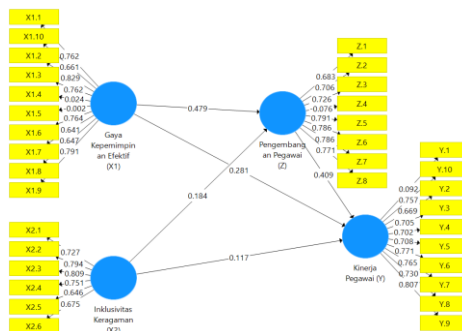 X1.1
X1.10
X1.2
X1.3
X1.4
X1.5
X1.6
X1.7
X1.8
X1.9
0.762
0.661
0.829
0.762
0.024
-0.002
0.764
0.641
0.647
0.791
Gaya
Kepemimpin
an Efektif
(X1)
X2.1
X2.2
X2.3
X2.4
X2.5
X2.6
0.727
0.794
0.809
0.751
0.646
0.675
Inklusivitas
Keragaman
(X2)
0.479
0.281
0.184
0.117
0.409
Z.1
Z.2
Z.3
Z.4
Z.5
Z.6
Z.7
Z.8
0.683
0.706
0.726
0.791
0.786
0.786
0.771
Pengembang
an Pegawai
(Z)
Y.1
Y.10
Y.2
Y.3
Y.4
Y.5
Y.6
Y.7
Y.8
Y.9
0.092
0.757
0.669
0.705
0.702
0.708
0.771
0.765
0.730
0.807
Kinerja
Pegawai (Y)